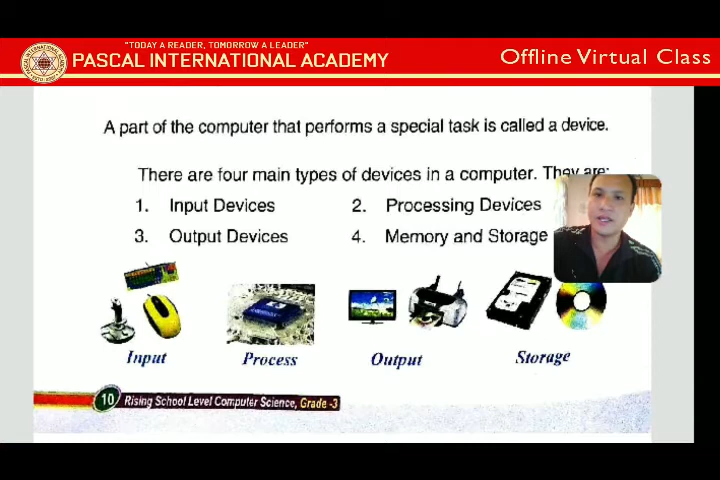 "TODAY A READER, TOMORROW A LEADER"
PASCAL INTERNATIONAL ACADEMY
Offline Virtual Class
A part of the computer that performs a special task is called a device.
There are four main types of devices in a computer. They are:
1. Input Devices
2. Processing Devices
3. Output Devices
4. Memory and Storage
Input
Process
Output
Storage
10 Rising School Level Computer Science, Grade -3